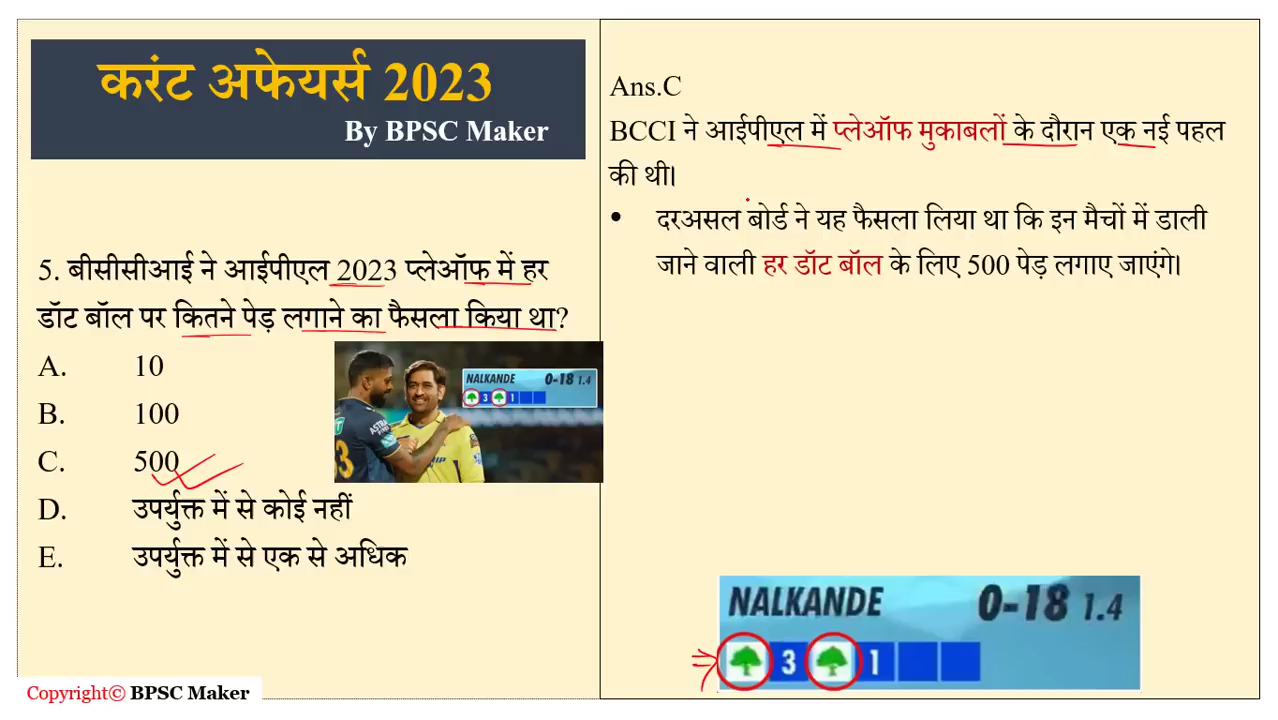 करंट अफेयर्स 2023
By BPSC Maker
5. बीसीसीआई ने आईपीएल 2023 प्लेऑफ में हर
डॉट बॉल पर कितने पेड़ लगाने का फैसला किया था?
A. 10
B. 100
C. 500
D. उपर्युक्त में से कोई नहीं
E. उपर्युक्त में से एक से अधिक
NALKANDE 0-18 1.4
3 1
Ans.C
BCCI ने आईपीएल में प्लेऑफ मुकाबलों के दौरान एक नई पहल
की थी।
• दरअसल बोर्ड ने यह फैसला लिया था कि इन मैचों में डाली
जाने वाली हर डॉट बॉल के लिए 500 पेड़ लगाए जाएंगे।
NALKANDE 0-18 1.4
3 1
Copyright© BPSC Maker